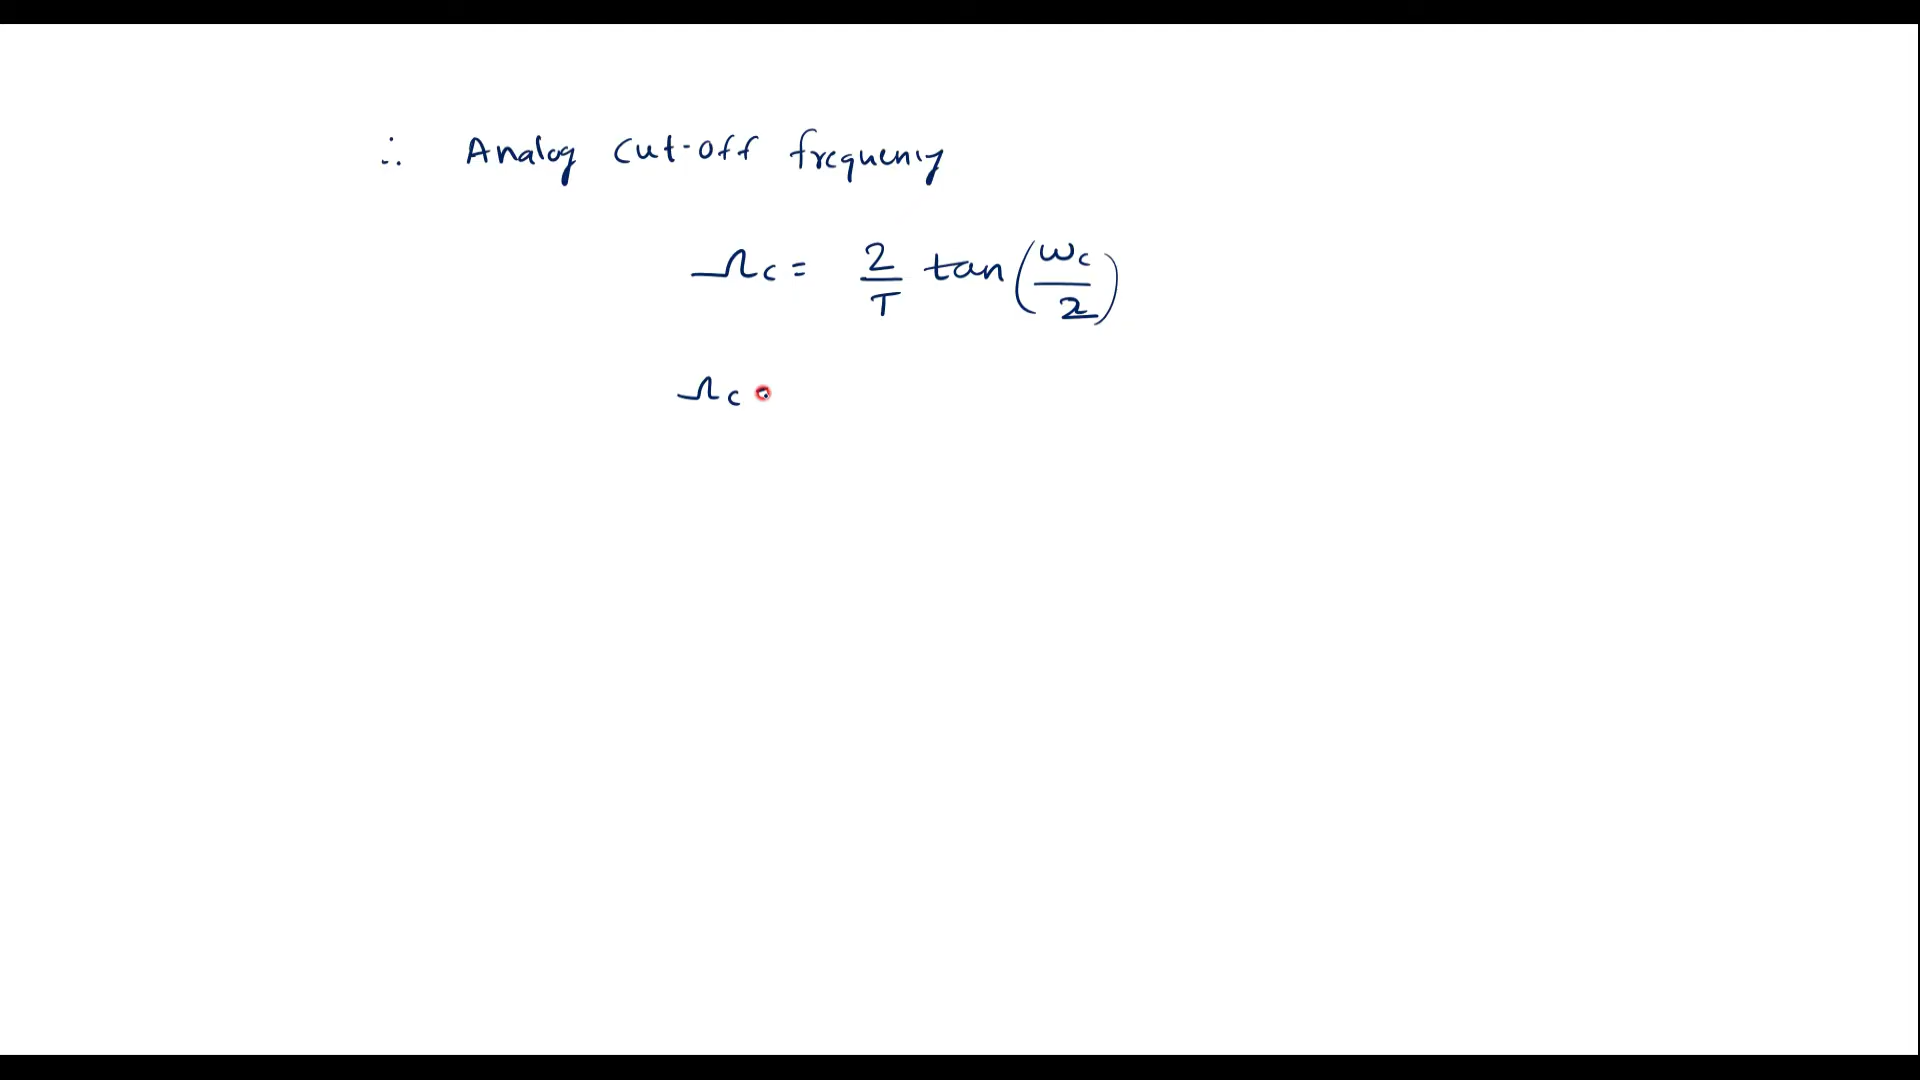 ∴ Analog cut-off frequency
Ωc = 2/T tan(ωc/2)
Ωc